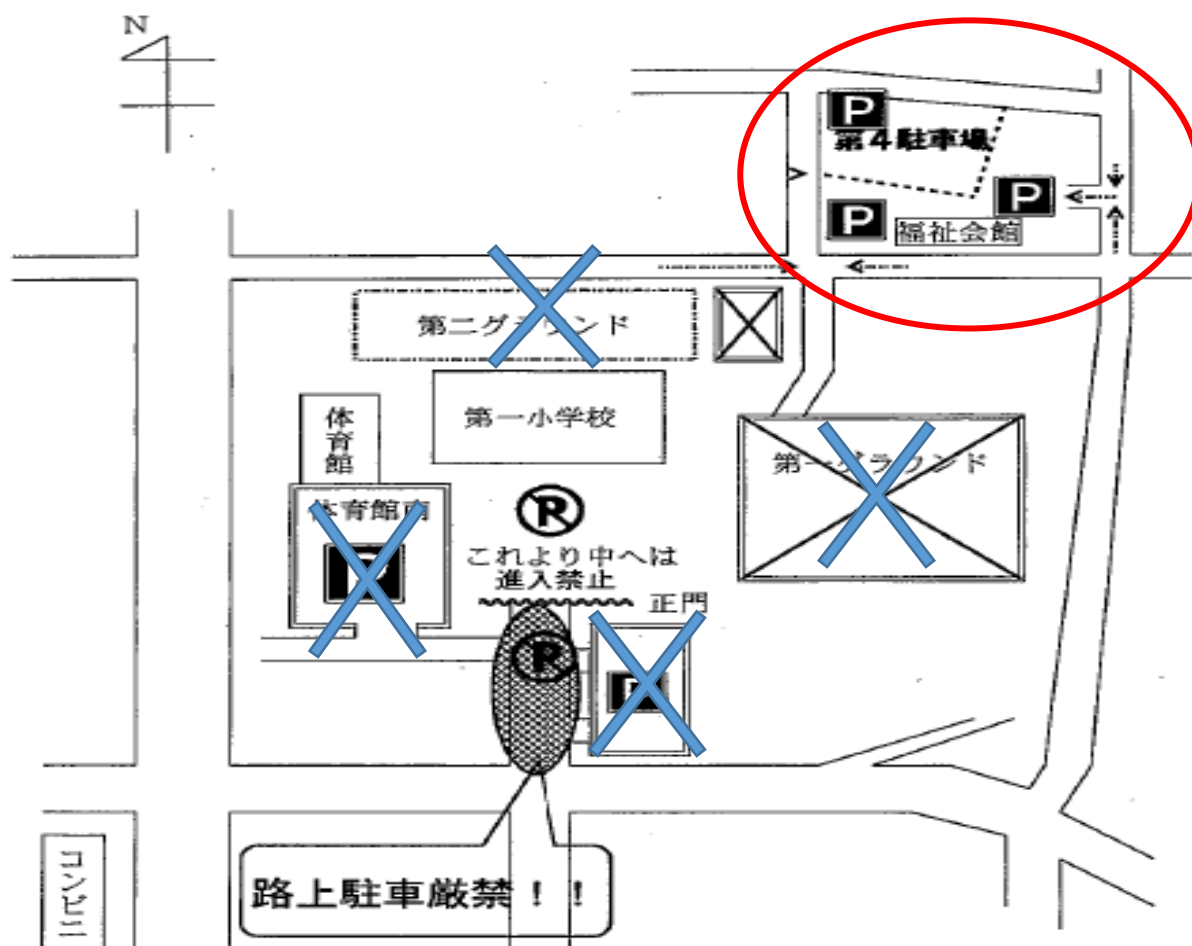 N
P
第4駐車場
P
P
福祉会館
第二グラウンド
第一小学校
体育館
第一グラウンド
体育館南
P
P
これより中へは
進入禁止
正門
P
P
路上駐車厳禁！！
コンビニ